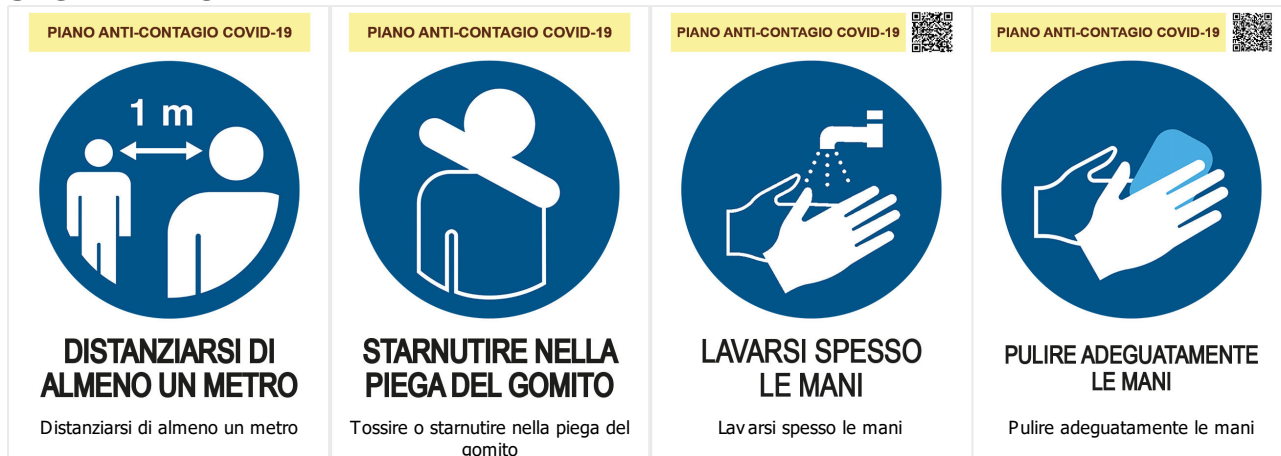 PIANO ANTI-CONTAGIO COVID-19
1 m
DISTANZIARSI DI
ALMENO UN METRO
Distanziarsi di almeno un metro
PIANO ANTI-CONTAGIO COVID-19
STARNUTIRE NELLA
PIEGA DEL GOMITO
Tossire o starnutire nella piega del
gomito
PIANO ANTI-CONTAGIO COVID-19
LAVARSI SPESSO
LE MANI
Lavarsi spesso le mani
PIANO ANTI-CONTAGIO COVID-19
PULIRE ADEGUATAMENTE
LE MANI
Pulire adeguatamente le mani